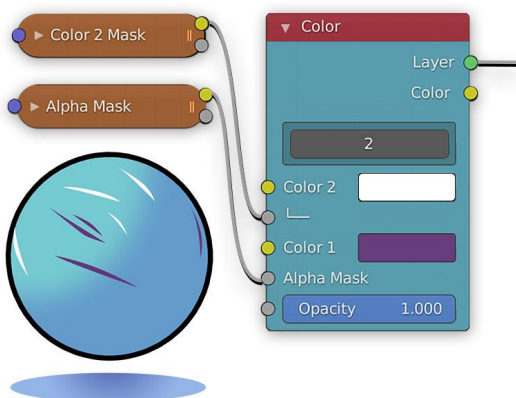 Color 2 Mask
Alpha Mask
Color
Layer
Color
2
Color 2
Color 1
Alpha Mask
Opacity 1.000